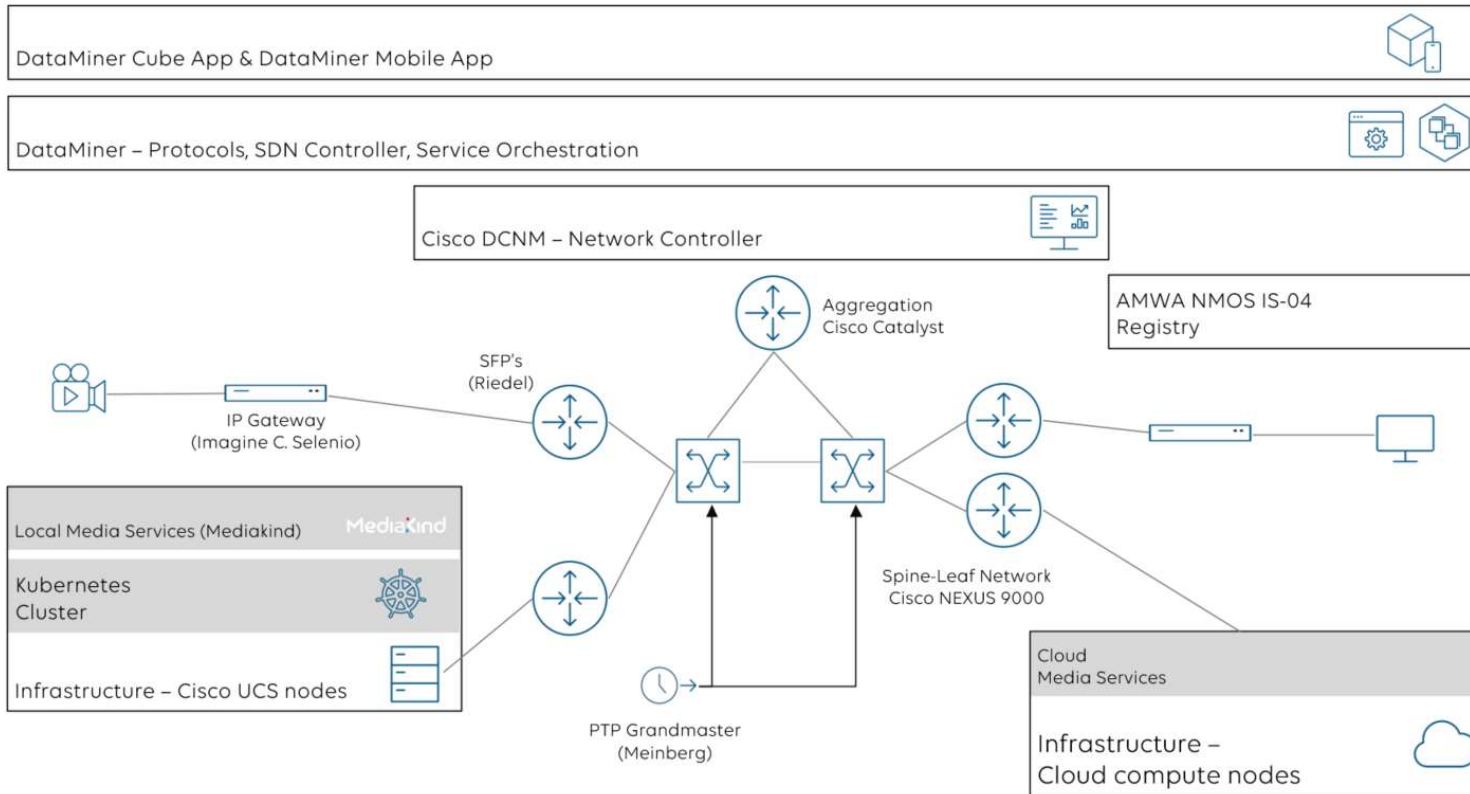 DataMiner Cube App & DataMiner Mobile App
DataMiner – Protocols, SDN Controller, Service Orchestration
Cisco DCNM – Network Controller
Aggregation
Cisco Catalyst
AMWA NMOS IS-04
Registry
SFP's
(Riedel)
IP Gateway
(Imagine C. Selenio)
Local Media Services (Mediakind)
MediaKind
Kubernetes
Cluster
Infrastructure – Cisco UCS nodes
Spine-Leaf Network
Cisco NEXUS 9000
PTP Grandmaster
(Meinberg)
Cloud
Media Services
Infrastructure –
Cloud compute nodes